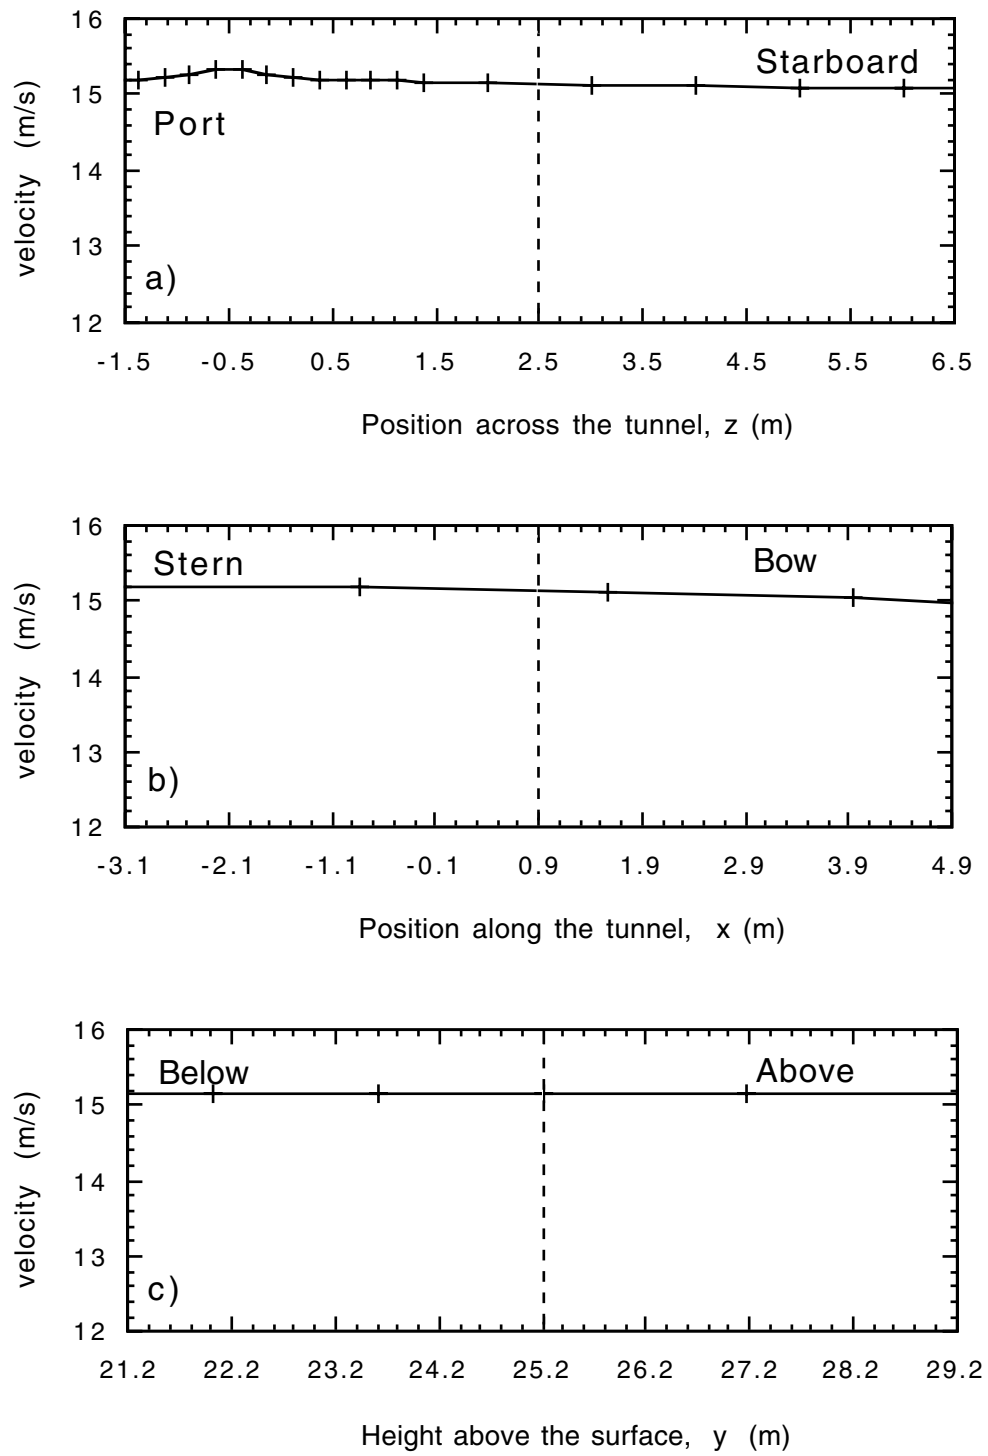 16
Starboard
15
Port
14
velocity (m/s)
13
a)
12
-1.5 -0.5 0.5 1.5 2.5 3.5 4.5 5.5 6.5
Position across the tunnel, z (m)
16
Stern Bow
15
velocity (m/s)
14
13
b)
12
-3.1 -2.1 -1.1 -0.1 0.9 1.9 2.9 3.9 4.9
Position along the tunnel, x (m)
16
Below Above
15
velocity (m/s)
14
13
c)
12
21.2 22.2 23.2 24.2 25.2 26.2 27.2 28.2 29.2
Height above the surface, y (m)